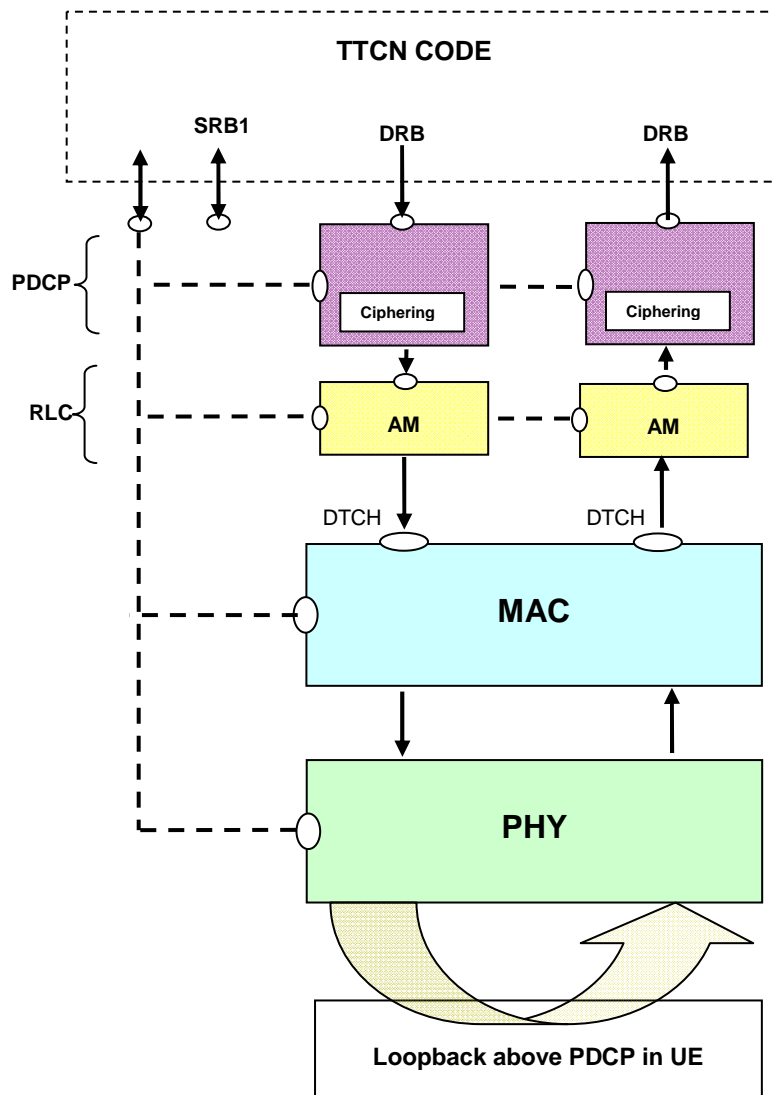 TTCN CODE
SRB1
DRB
DRB
PDCP
Ciphering
Ciphering
RLC
AM
AM
DTCH
DTCH
MAC
PHY
Loopback above PDCP in UE